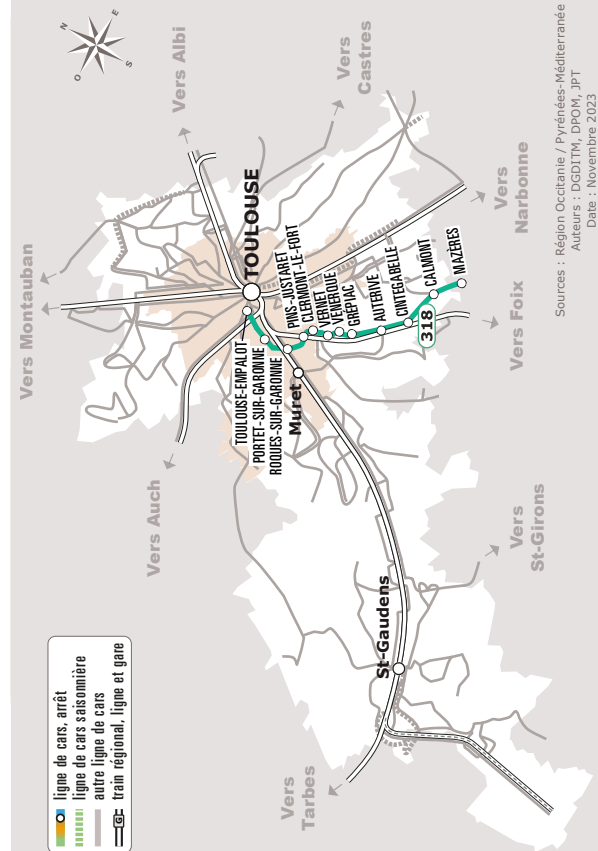 O
N
E
S
Vers Montauban
Vers Albi
Vers
Castres
Vers
Narbonne
Vers Foix
Vers
St-Girons
Vers
Tarbes
Vers Auch
TOULOUSE
TOULOUSE-EMPALOT
PORTET-SUR-GARONNE
ROQUES-SUR-GARONNE
Muret
PINS-JUSTARET
CLERMONT-LE-FORT
VERNET
VENERQUE
GRÉPIAC
AUTERIVE
CINTEGABELLE
CALMONT
MAZÈRES
318
St-Gaudens
ligne de cars, arrêt
ligne de cars saisonnière
autre ligne de cars
G
train régional, ligne et gare
Sources : Région Occitanie / Pyrénées-Méditerranée
Auteurs : DGDITM, DPOM, JPT
Date : Novembre 2023